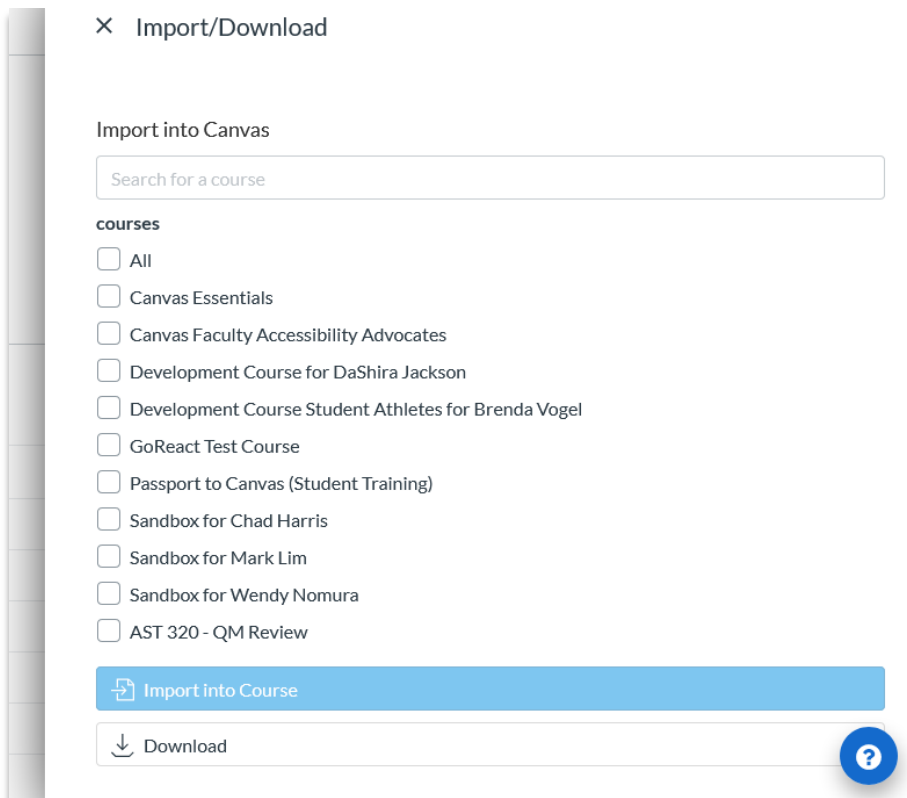 Import/Download
Import into Canvas
Search for a course
courses
All
Canvas Essentials
Canvas Faculty Accessibility Advocates
Development Course for DaShira Jackson
Development Course Student Athletes for Brenda Vogel
GoReact Test Course
Passport to Canvas (Student Training)
Sandbox for Chad Harris
Sandbox for Mark Lim
Sandbox for Wendy Nomura
AST 320 - QM Review
Import into Course
Download
?